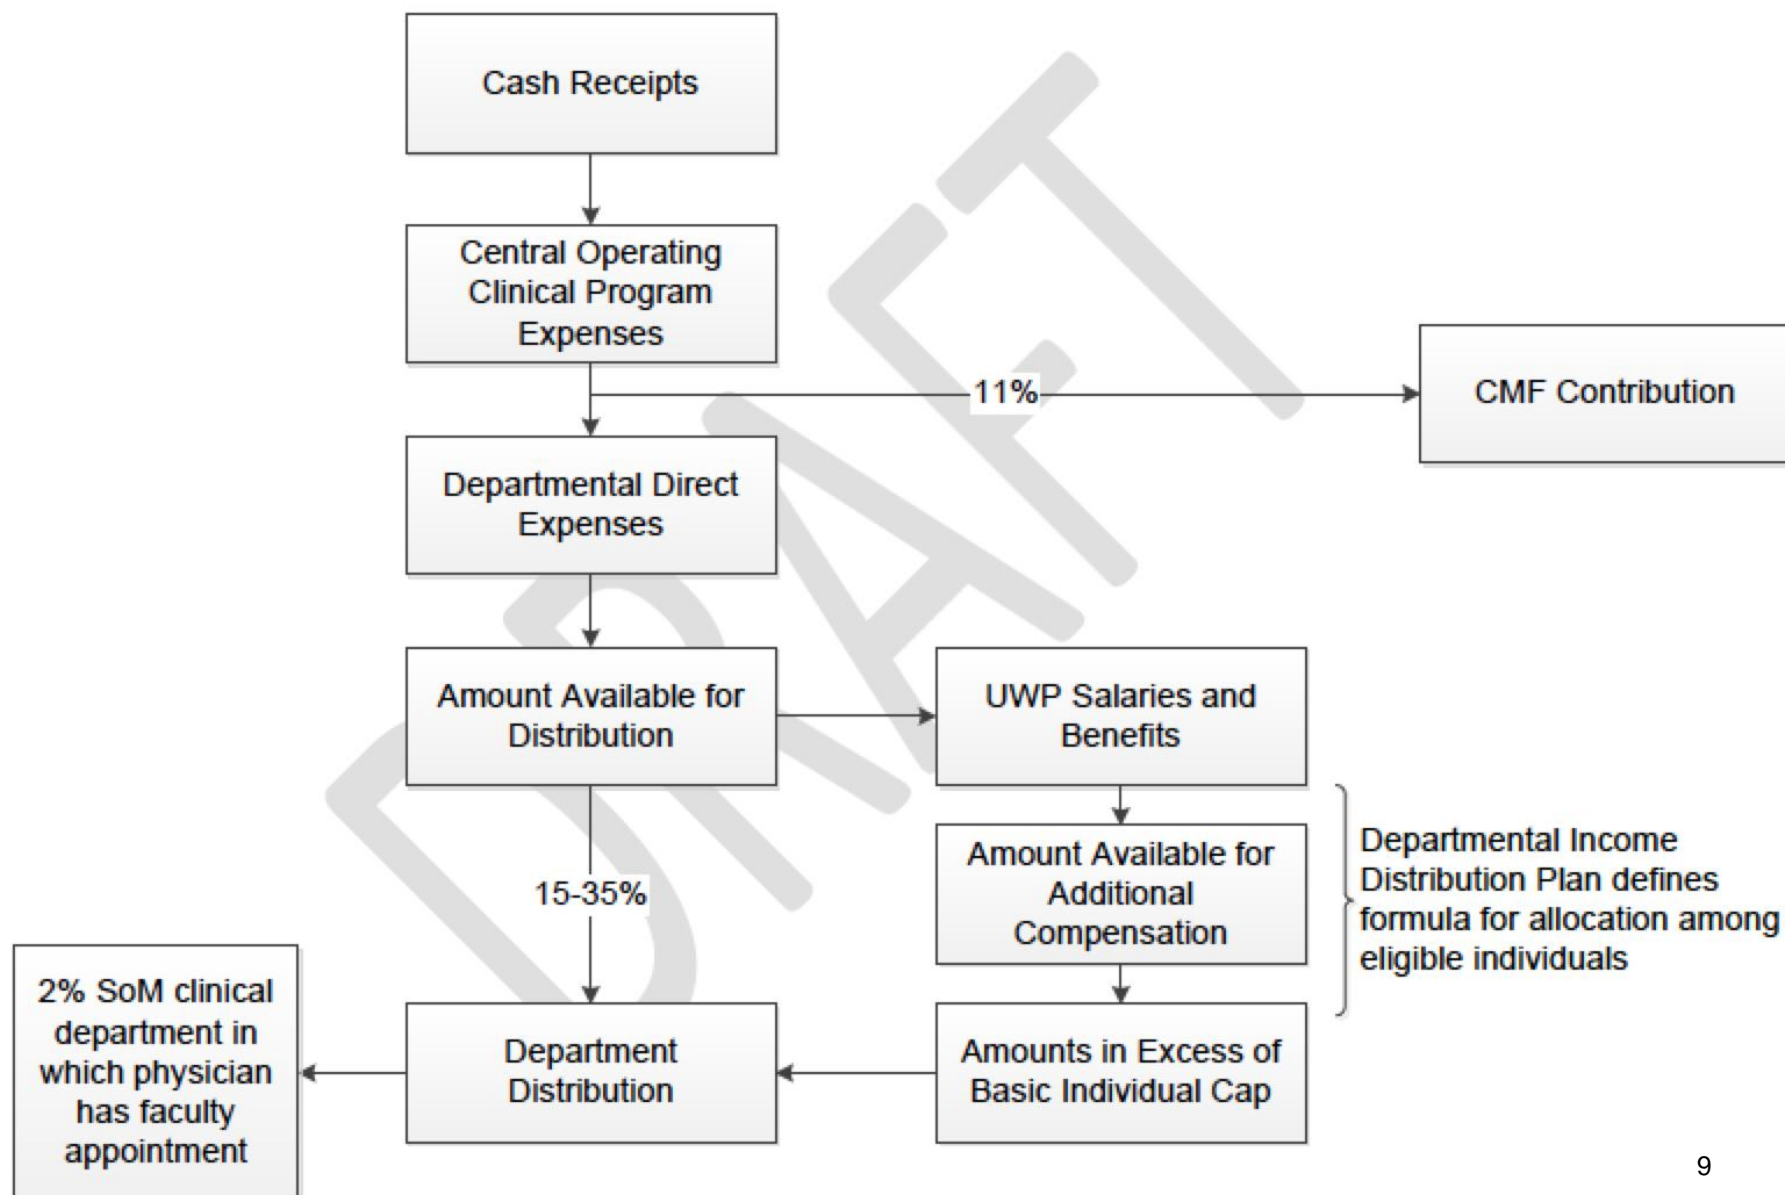 Cash Receipts
Central Operating
Clinical Program
Expenses
11%
CMF Contribution
Departmental Direct
Expenses
Amount Available for
Distribution
UWP Salaries and
Benefits
15-35%
Amount Available for
Additional
Compensation
Departmental Income
Distribution Plan defines
formula for allocation among
eligible individuals
2% SoM clinical
department in
which physician
has faculty
appointment
Department
Distribution
Amounts in Excess of
Basic Individual Cap
DRAFT
9